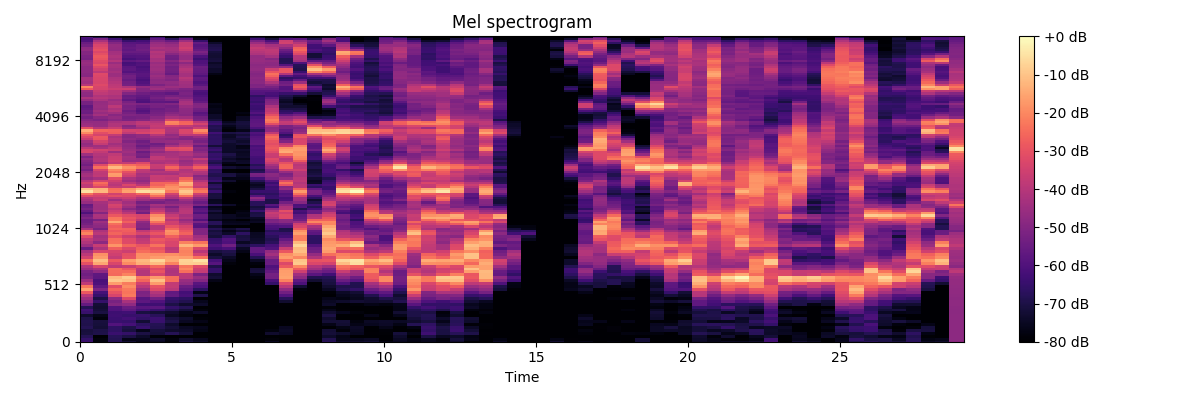 Mel spectrogram
+0 dB
8192
-10 dB
4096
-20 dB
-30 dB
2048
-40 dB
Hz
1024
-50 dB
512
-60 dB
-70 dB
0
-80 dB
0 5 10 15 20 25
Time